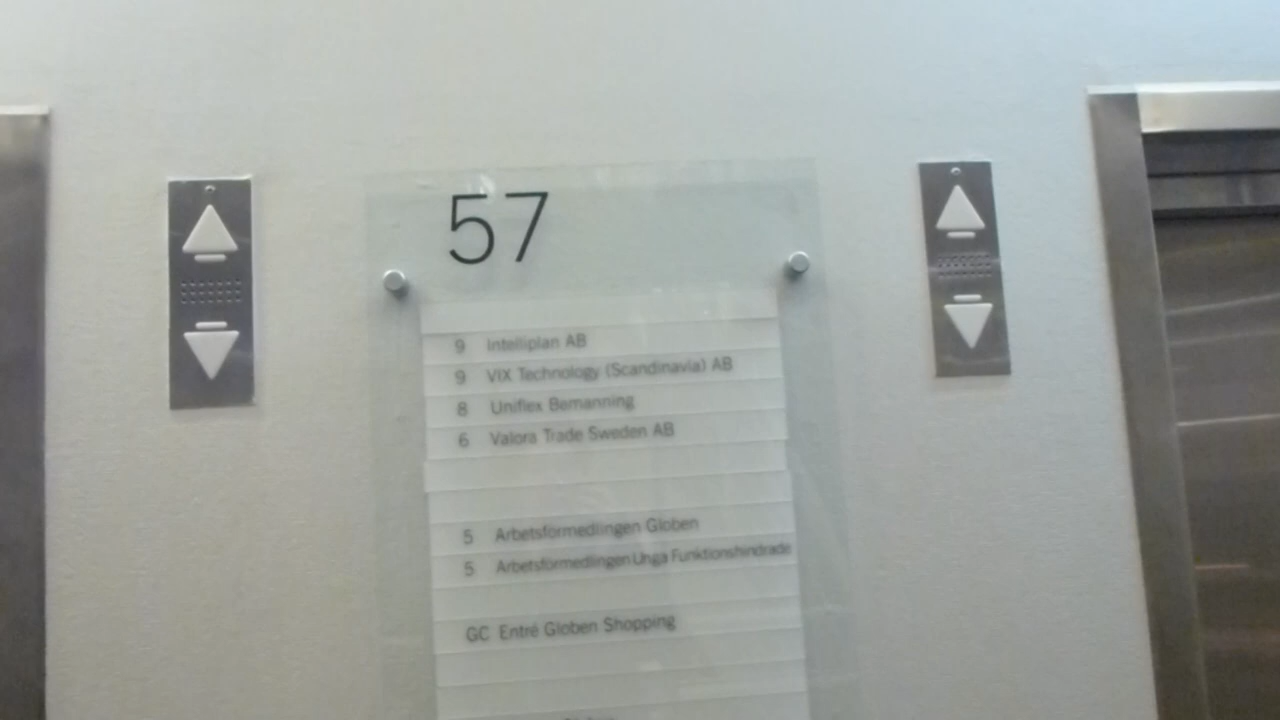 57
9 Intelliplan AB
9 VIX Technology (Scandinavia) AB
8 Uniflex Bemanning
6 Valora Trade Sweden AB
5 Arbetsförmedlingen Globen
5 Arbetsförmedlingen Unga Funktionshindrade
GC Entré Globen Shopping